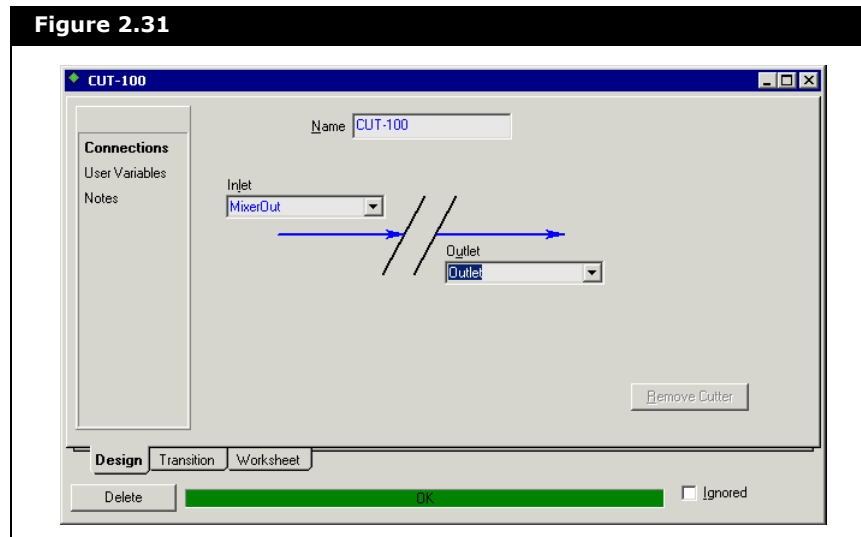 Figure 2.31
CUT-100
Name CUT-100
Connections
User Variables
Notes
Inlet
MixerOut
Outlet
Outlet
Remove Cutter
Design Transition Worksheet
Delete OK Ignored